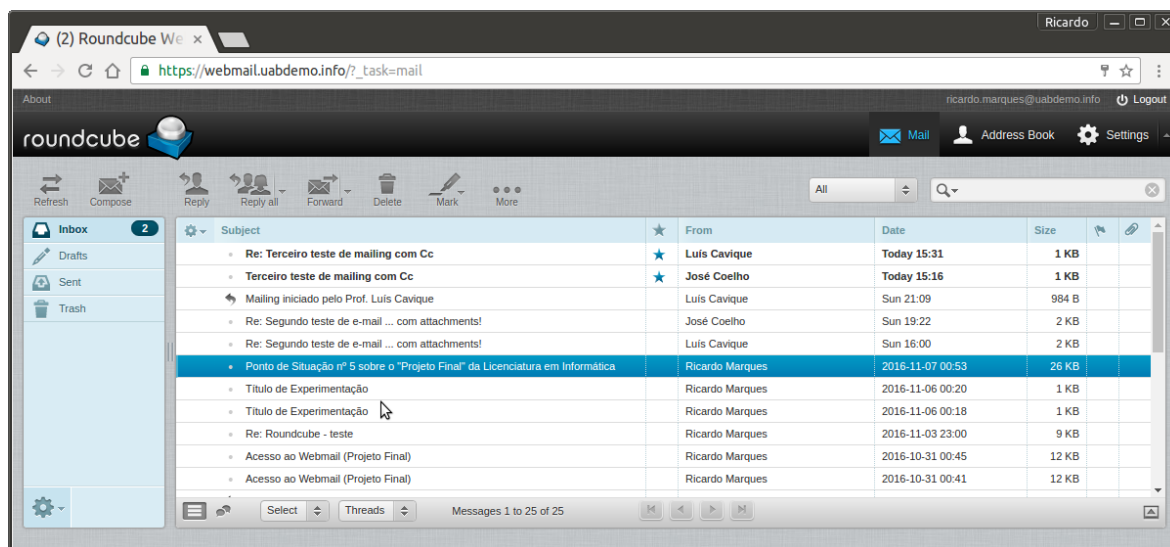 Ricardo
(2) Roundcube We
https://webmail.uabdemo.info/?_task=mail
About ricardo.marques@uabdemo.info Logout
roundcube Mail Address Book Settings
Refresh Compose Reply Reply all Forward Delete Mark More All
Inbox 2
Drafts
Sent
Trash
Subject From Date Size
Re: Terceiro teste de mailing com Cc Luís Cavique Today 15:31 1 KB
Terceiro teste de mailing com Cc José Coelho Today 15:16 1 KB
Mailing iniciado pelo Prof. Luís Cavique Luís Cavique Sun 21:09 984 B
Re: Segundo teste de e-mail ... com attachments! José Coelho Sun 19:22 2 KB
Re: Segundo teste de e-mail ... com attachments! Luís Cavique Sun 16:00 2 KB
Ponto de Situação nº 5 sobre o "Projeto Final" da Licenciatura em Informática Ricardo Marques 2016-11-07 00:53 26 KB
Título de Experimentação Ricardo Marques 2016-11-06 00:20 1 KB
Título de Experimentação Ricardo Marques 2016-11-06 00:18 1 KB
Re: Roundcube - teste Ricardo Marques 2016-11-03 23:00 9 KB
Acesso ao Webmail (Projeto Final) Ricardo Marques 2016-10-31 00:45 12 KB
Acesso ao Webmail (Projeto Final) Ricardo Marques 2016-10-31 00:41 12 KB
Select Threads Messages 1 to 25 of 25